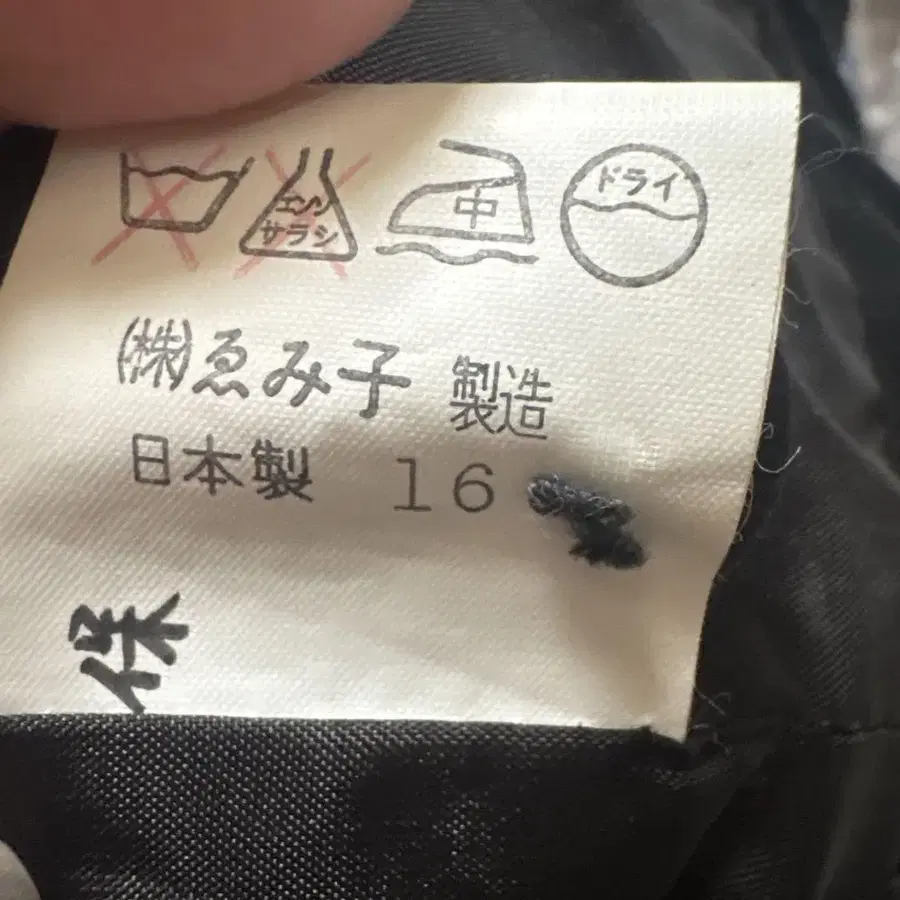 エンソ
サラシ
中
ドライ
㈱ゑみ子 製造
日本製 16
保